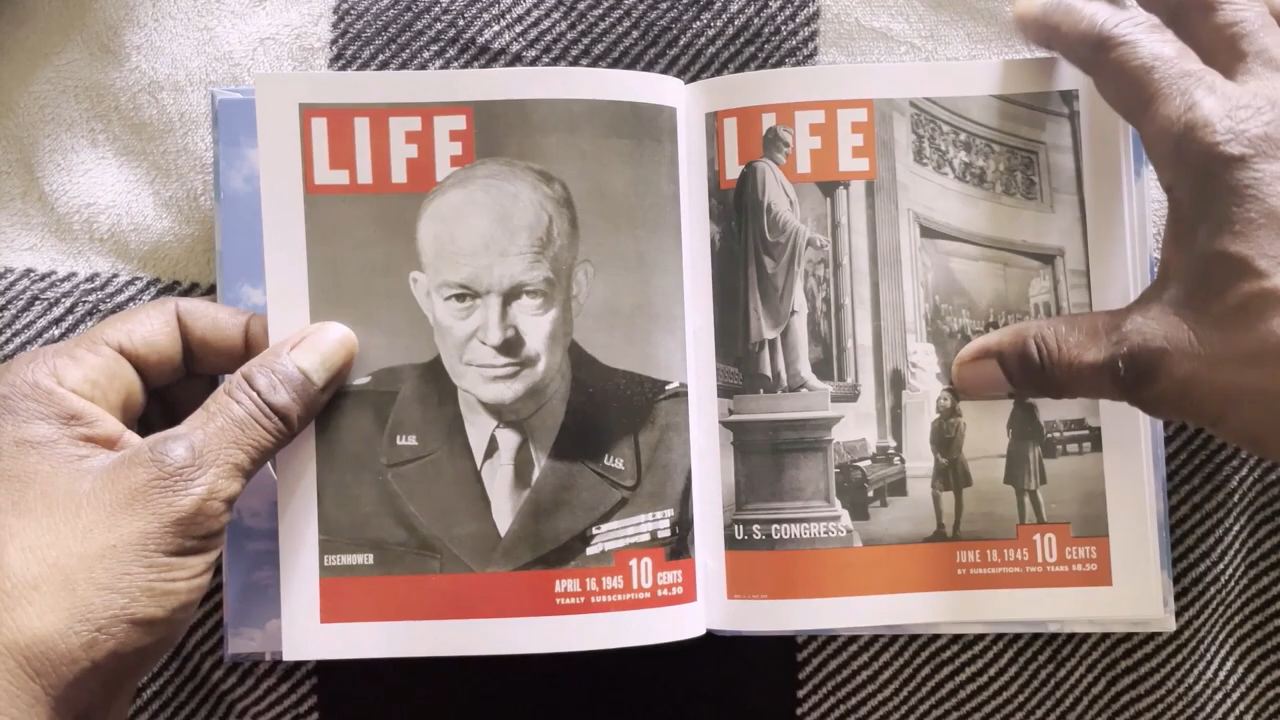 LIFE
U.S.
U.S.
EISENHOWER
APRIL 16, 1945 10 CENTS
YEARLY SUBSCRIPTION $4.50
LIFE
U. S. CONGRESS
JUNE 18, 1945 10 CENTS
BY SUBSCRIPTION: TWO YEARS $8.50